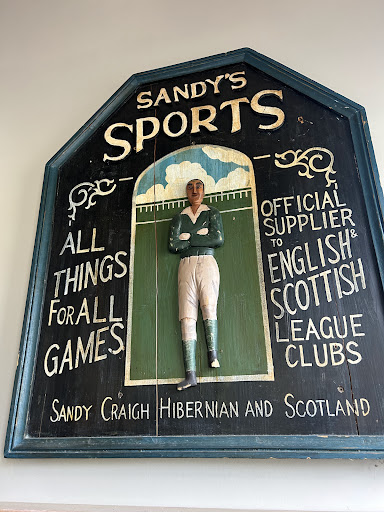 SANDY'S
SPORTS
ALL
THINGS
FOR ALL
GAMES
OFFICIAL
SUPPLIER
TO
ENGLISH &
SCOTTISH
LEAGUE
CLUBS
SANDY CRAIGH HIBERNIAN AND SCOTLAND